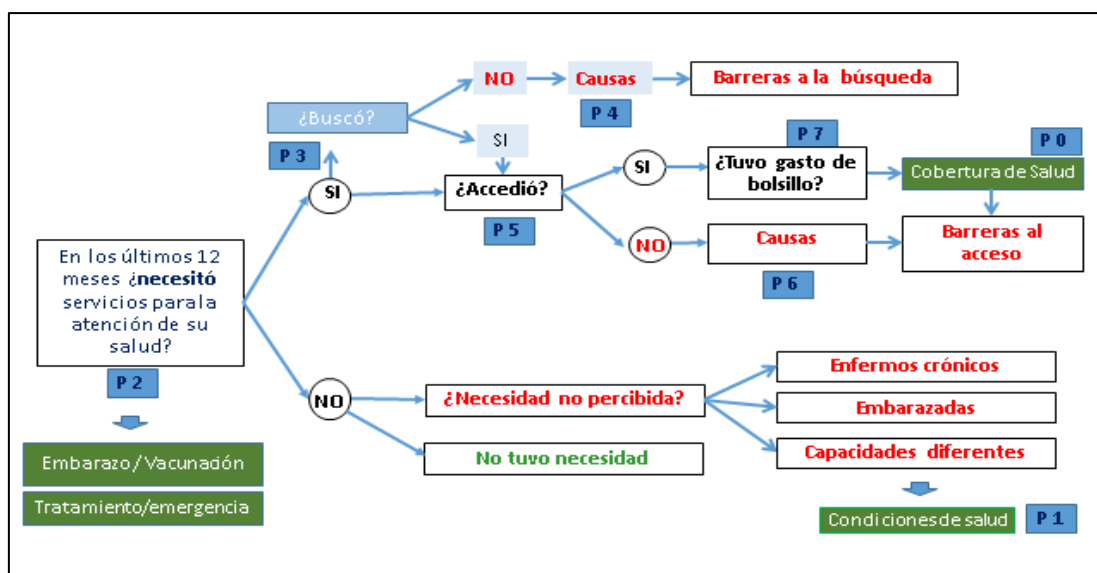 NO
Causas
Barreras a la búsqueda
P 4
¿Buscó?
P 3
SI
P 7
P 0
SI
¿Accedió?
P 5
SI
¿Tuvo gasto de
bolsillo?
Cobertura de Salud
NO
Causas
P 6
Barreras al
acceso
En los últimos 12
meses ¿necesitó
servicios para la
atención de su
salud?
P 2
Embarazo / Vacunación
Tratamiento/emergencia
NO
¿Necesidad no percibida?
No tuvo necesidad
Enfermos crónicos
Embarazadas
Capacidades diferentes
Condiciones de salud
P 1